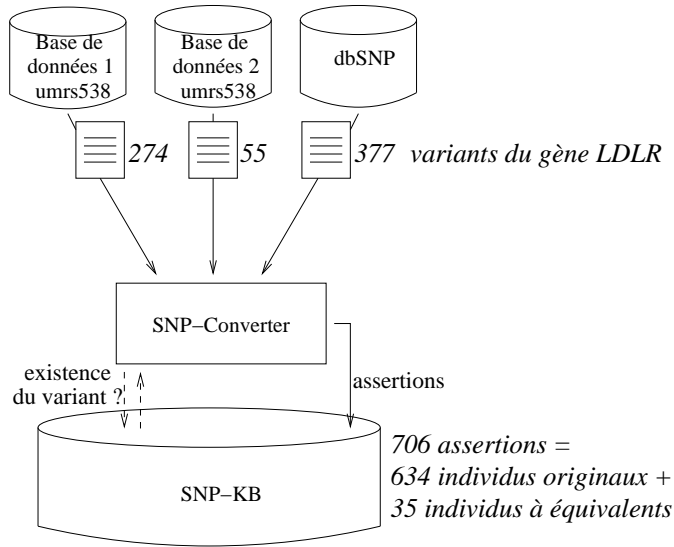 Base de
données 1
umrs538
Base de
données 2
umrs538
dbSNP
274
55
377 variants du gène LDLR
SNP−Converter
existence
du variant ?
assertions
706 assertions =
634 individus originaux +
35 individus à équivalents
SNP−KB